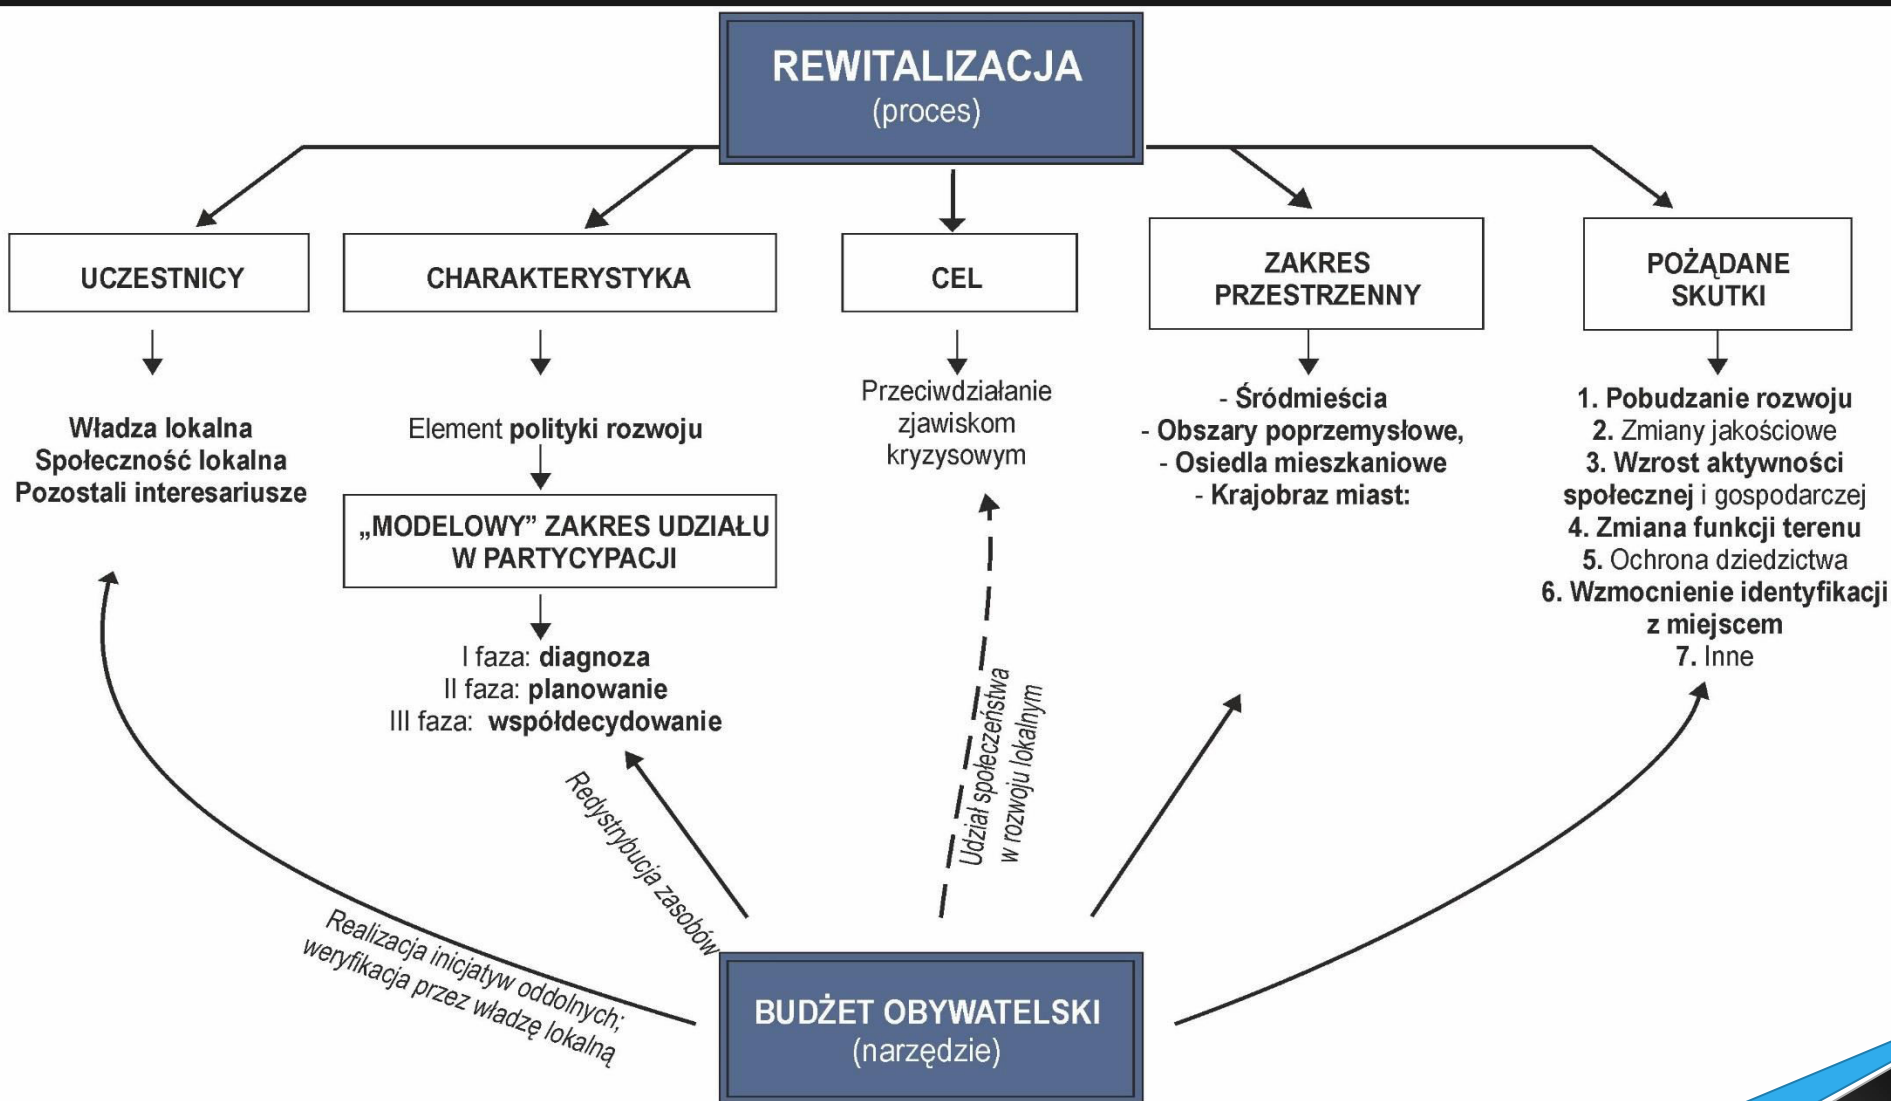 REWITALIZACJA
(proces)
UCZESTNICY
Władza lokalna
Społeczność lokalna
Pozostali interesariusze
CHARAKTERYSTYKA
Element polityki rozwoju
„MODELOWY” ZAKRES UDZIAŁU
W PARTYCYPACJI
I faza: diagnoza
II faza: planowanie
III faza: współdecydowanie
CEL
Przeciwdziałanie
zjawiskom
kryzysowym
ZAKRES
PRZESTRZENNY
- Śródmieścia
- Obszary poprzemysłowe,
- Osiedla mieszkaniowe
- Krajobraz miast:
POŻĄDANE
SKUTKI
1. Pobudzanie rozwoju
2. Zmiany jakościowe
3. Wzrost aktywności
społecznej i gospodarczej
4. Zmiana funkcji terenu
5. Ochrona dziedzictwa
6. Wzmocnienie identyfikacji
z miejscem
7. Inne
Realizacja inicjatyw oddolnych;
weryfikacja przez władzę lokalną
Redystrybucja zasobów
Udział społeczeństwa
w rozwoju lokalnym
BUDŻET OBYWATELSKI
(narzędzie)